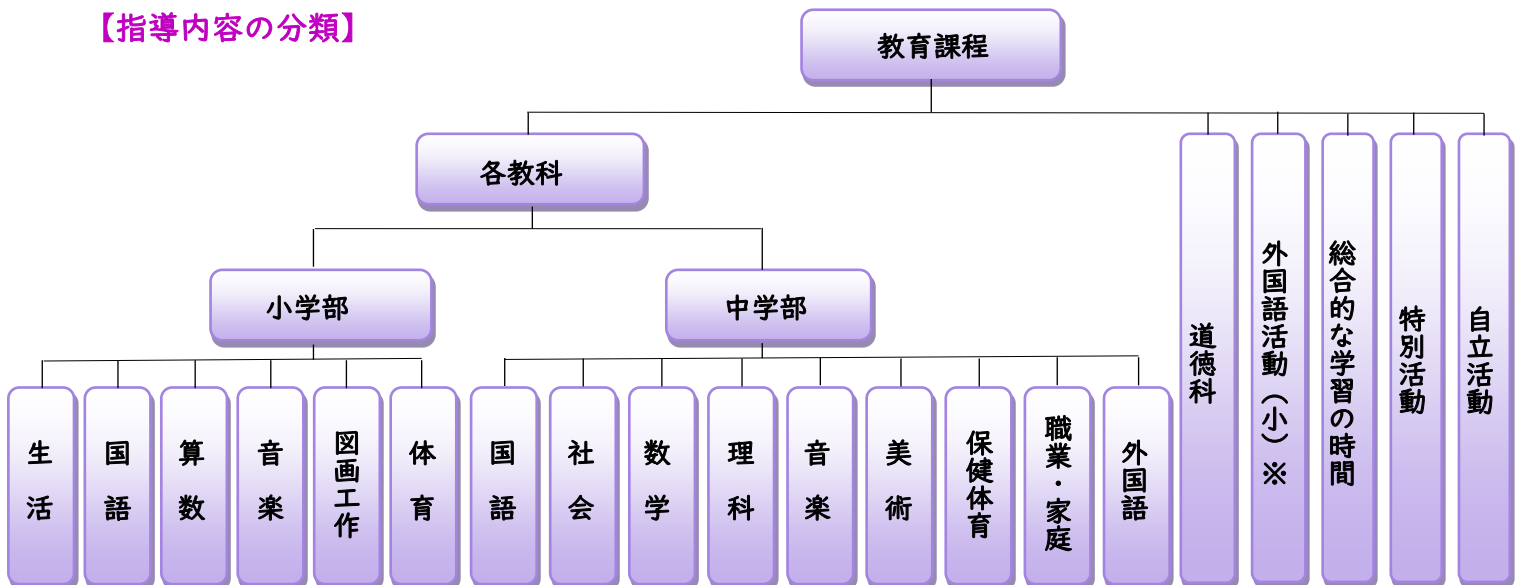 【指導内容の分類】
教育課程
各教科
小学部
中学部
生活
国語
算数
音楽
図画工作
体育
国語
社会
数学
理科
音楽
美術
保健体育
職業・家庭
外国語
道徳科
外国語活動（小）※
総合的な学習の時間
特別活動
自立活動